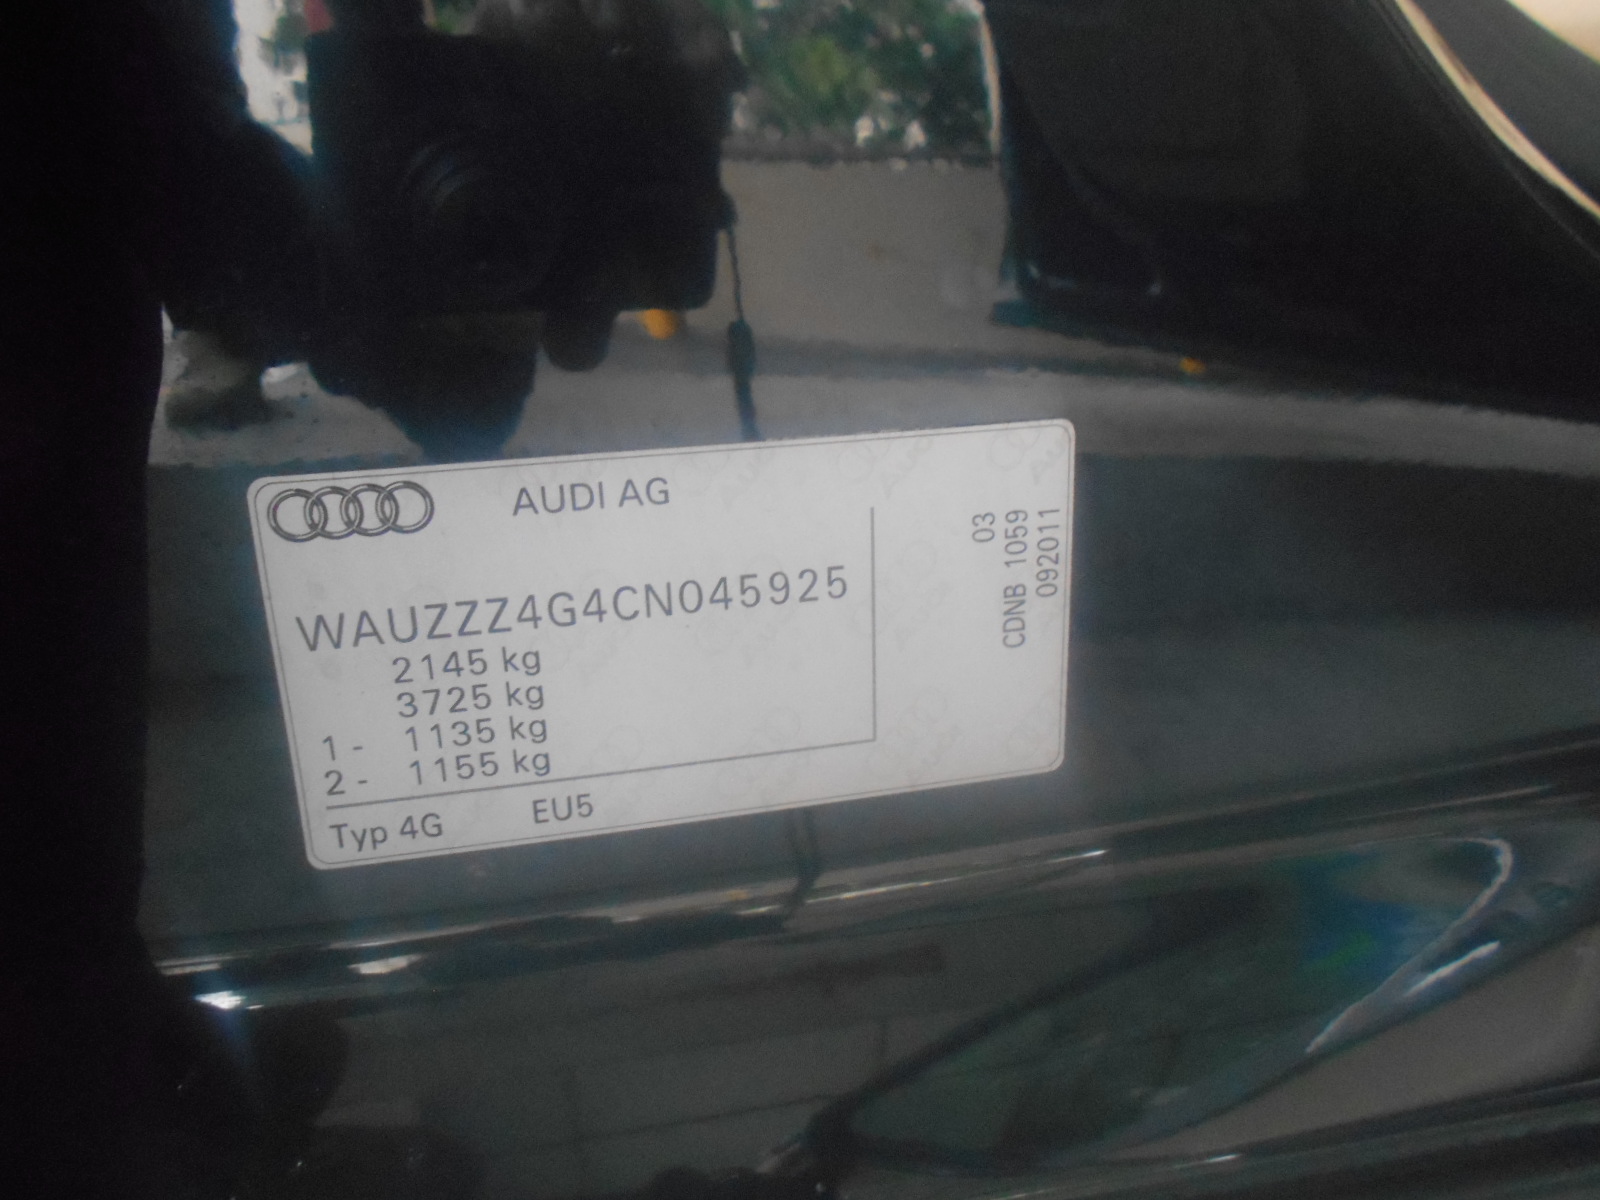 AUDI AG
WAUZZZ4G4CN045925
2145 kg
3725 kg
1- 1135 kg
2- 1155 kg
Typ 4G EU5
03
CDNB 1059
092011